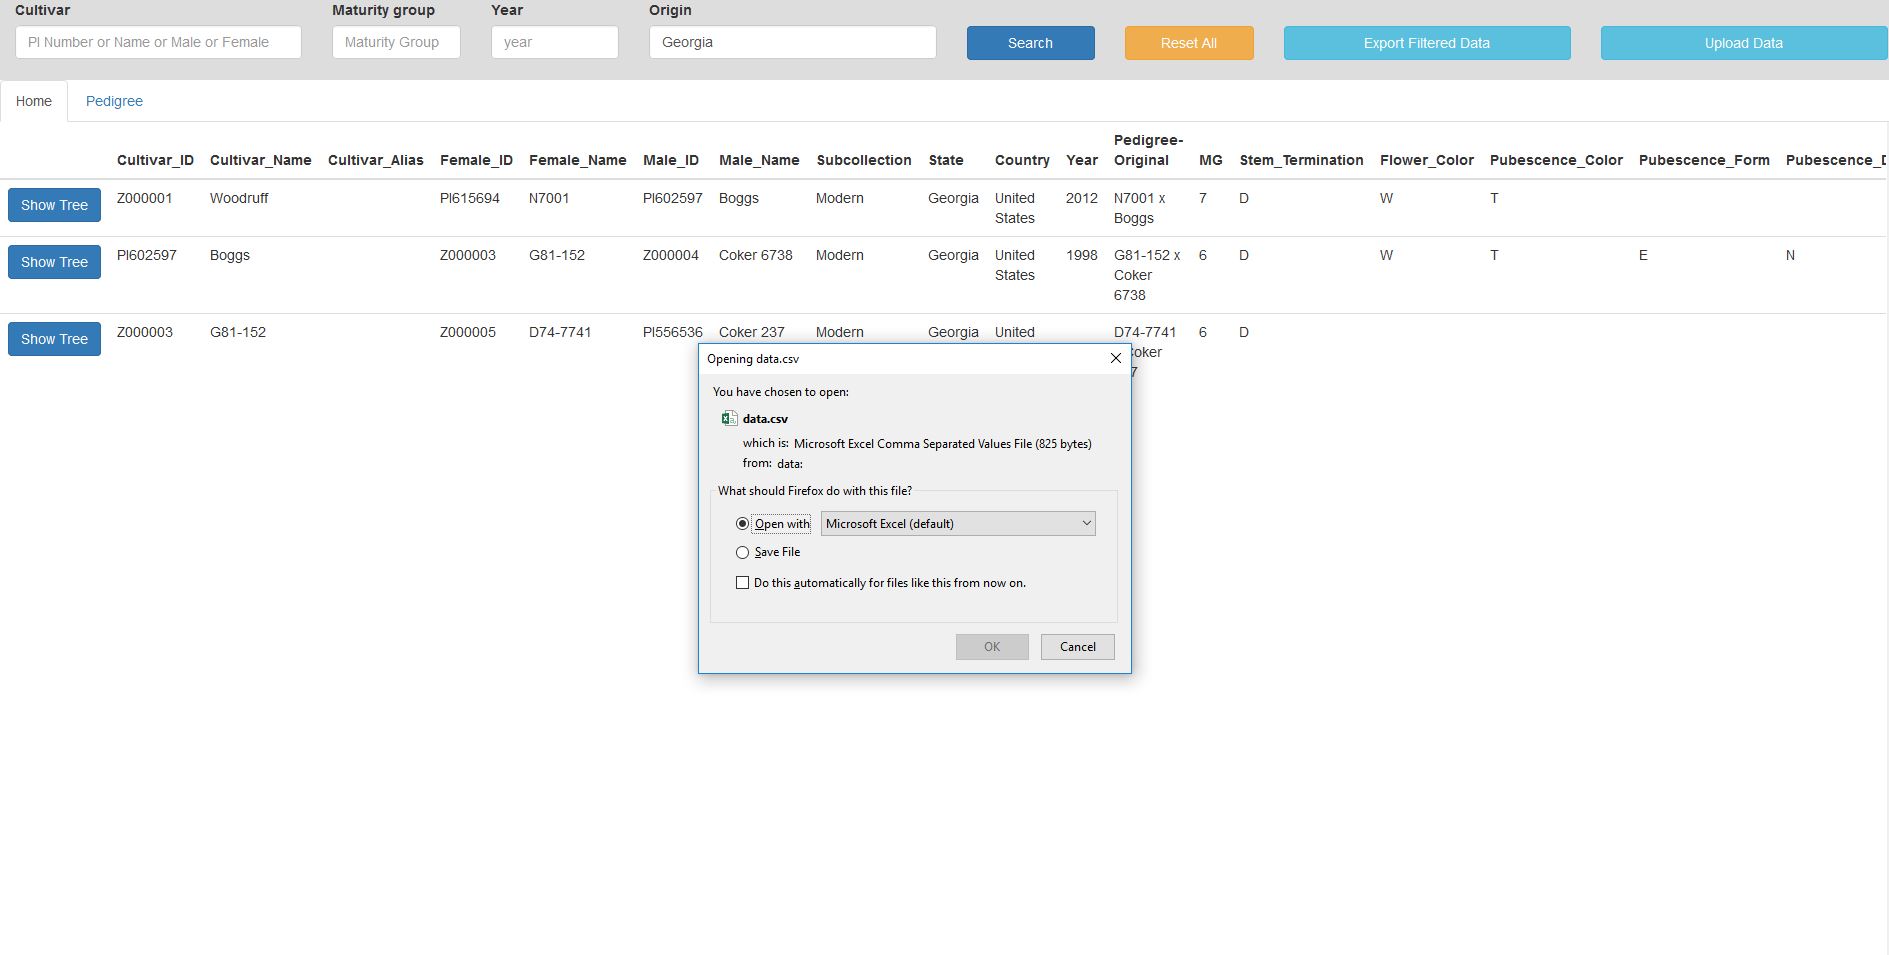 Cultivar Maturity group Year Origin
PI Number or Name or Male or Female Maturity Group year Georgia Search Reset All Export Filtered Data Upload Data
Home Pedigree
Cultivar_ID Cultivar_Name Cultivar_Alias Female_ID Female_Name Male_ID Male_Name Subcollection State Country Year Pedigree-Original MG Stem_Termination Flower_Color Pubescence_Color Pubescence_Form
Show Tree Z000001 Woodruff PI615694 N7001 PI602597 Boggs Modern Georgia United States 2012 N7001 x Boggs 7 D W T
Show Tree PI602597 Boggs Z000003 G81-152 Z000004 Coker 6738 Modern Georgia United States 1998 G81-152 x Coker 6738 6 D W T E N
Show Tree Z000003 G81-152 Z000005 D74-7741 PI556536 Coker 237 Modern Georgia United D74-7741 6 D
Opening data.csv
You have chosen to open:
data.csv
which is: Microsoft Excel Comma Separated Values File (825 bytes)
from: data:
What should Firefox do with this file?
Open with Microsoft Excel (default)
Save File
Do this automatically for files like this from now on.
OK Cancel